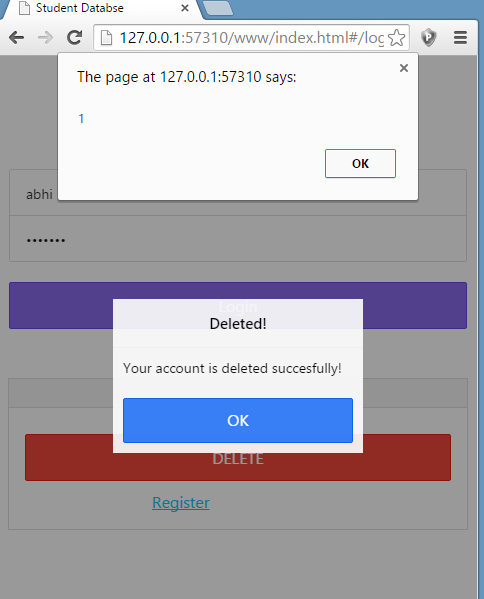 Student Databse
127.0.0.1:57310/www/index.html#/log
The page at 127.0.0.1:57310 says:
1
OK
abhi
•••••••
Login
Deleted!
Your account is deleted succesfully!
OK
DELETE
Register